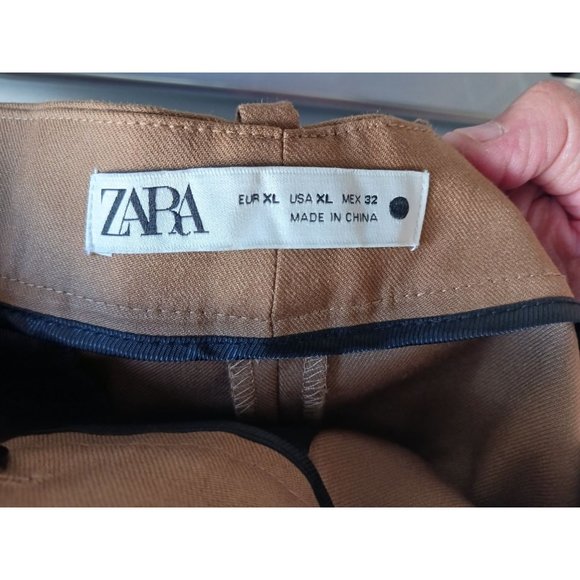 ZARA
EUR XL USA XL MEX 32
MADE IN CHINA